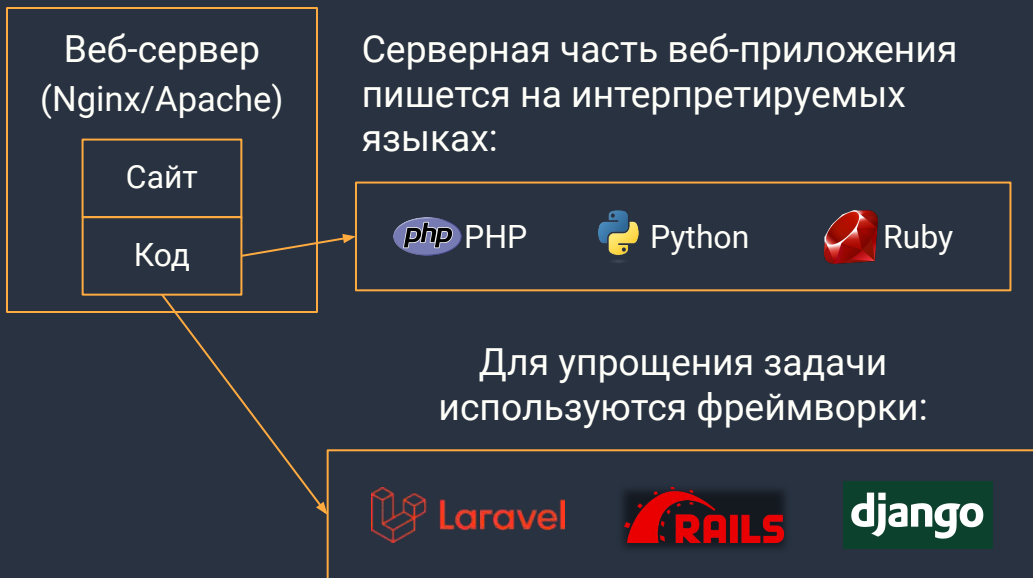 Веб-сервер
(Nginx/Apache)
Сайт
Код
Серверная часть веб-приложения
пишется на интерпретируемых
языках:
php PHP
Python
Ruby
Для упрощения задачи
используются фреймворки:
Laravel
RAILS
django